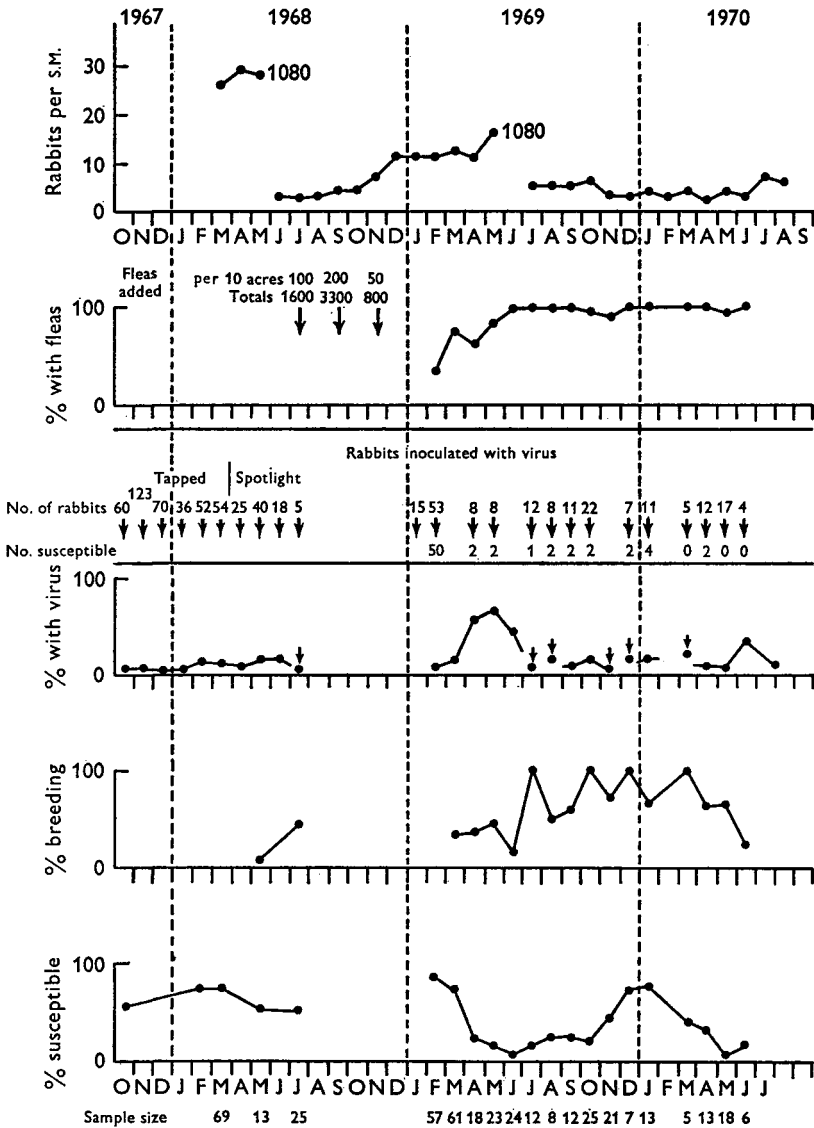 1967 1968 1969 1970
Rabbits per S.M.
30
20
10
0
1080
1080
O N D J F M A M J J A S O N D J F M A M J J A S O N D J F M A M J J A S
% with fleas
100
0
Fleas
added
per 10 acres 100 200 50
Totals 1600 3300 800
Rabbits inoculated with virus
Tapped Spotlight
No. of rabbits 60 123 70 36 52 54 25 40 18 5 15 53 8 8 12 8 11 22 7 11 5 12 17 4
No. susceptible 50 2 2 1 2 2 2 2 4 0 2 0 0
% with virus
100
0
% breeding
100
0
% susceptible
100
0
O N D J F M A M J J A S O N D J F M A M J J A S O N D J F M A M J J
Sample size 69 13 25 57 61 18 23 24 12 8 12 25 21 7 13 5 13 18 6